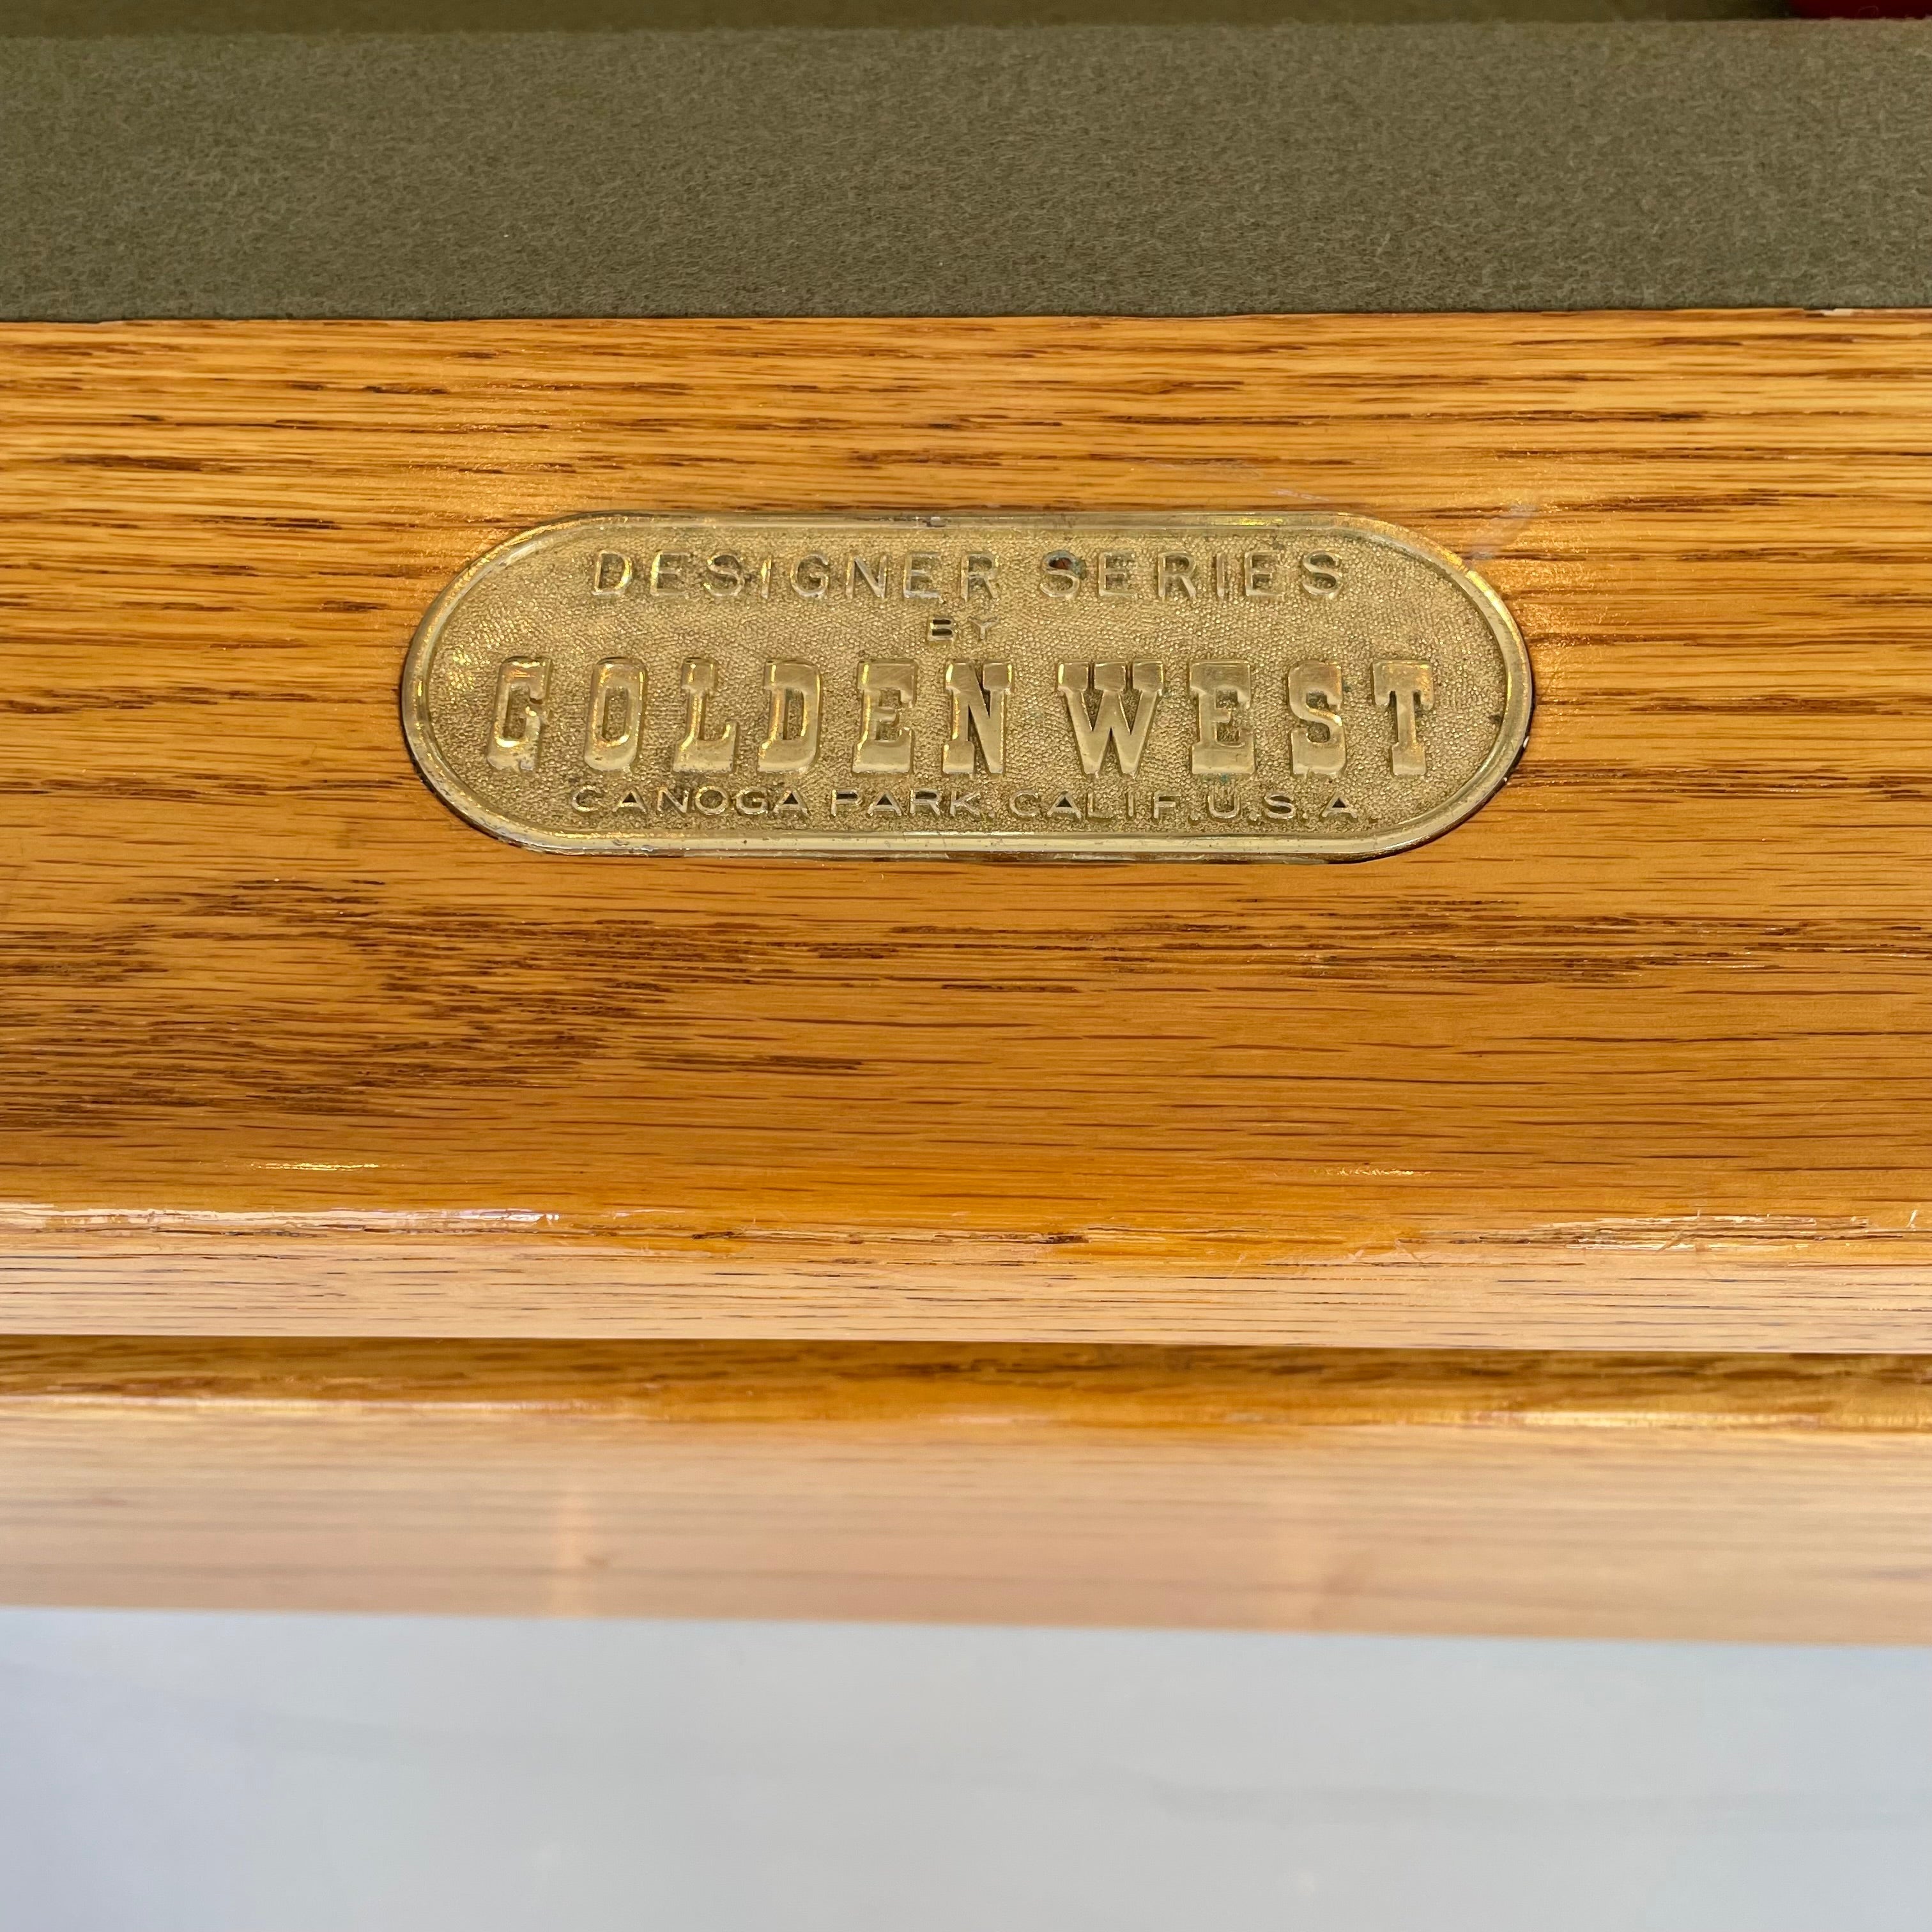 DESIGNER SERIES
BY
GOLDEN WEST
CANOGA PARK. CALIF. U.S.A.